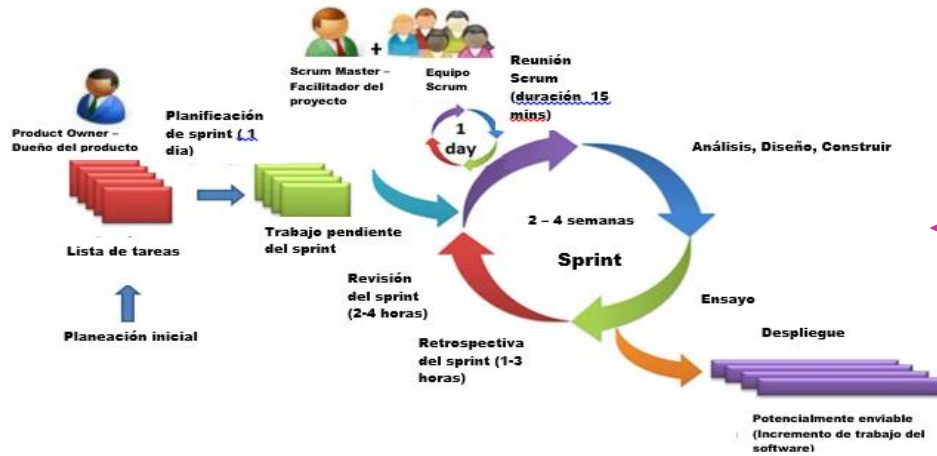 Scrum Master –
Facilitador del
proyecto
+
Equipo
Scrum
Reunión
Scrum
(duración 15
mins)
Product Owner –
Dueño del producto
Planificación
de sprint ( 1
dia)
1
day
Análisis, Diseño, Construir
2 – 4 semanas
Sprint
Lista de tareas
Trabajo pendiente
del sprint
Revisión
del sprint
(2-4 horas)
Ensayo
Planeación inicial
Retrospectiva
del sprint (1-3
horas)
Despliegue
Potencialmente enviable
(Incremento de trabajo del
software)